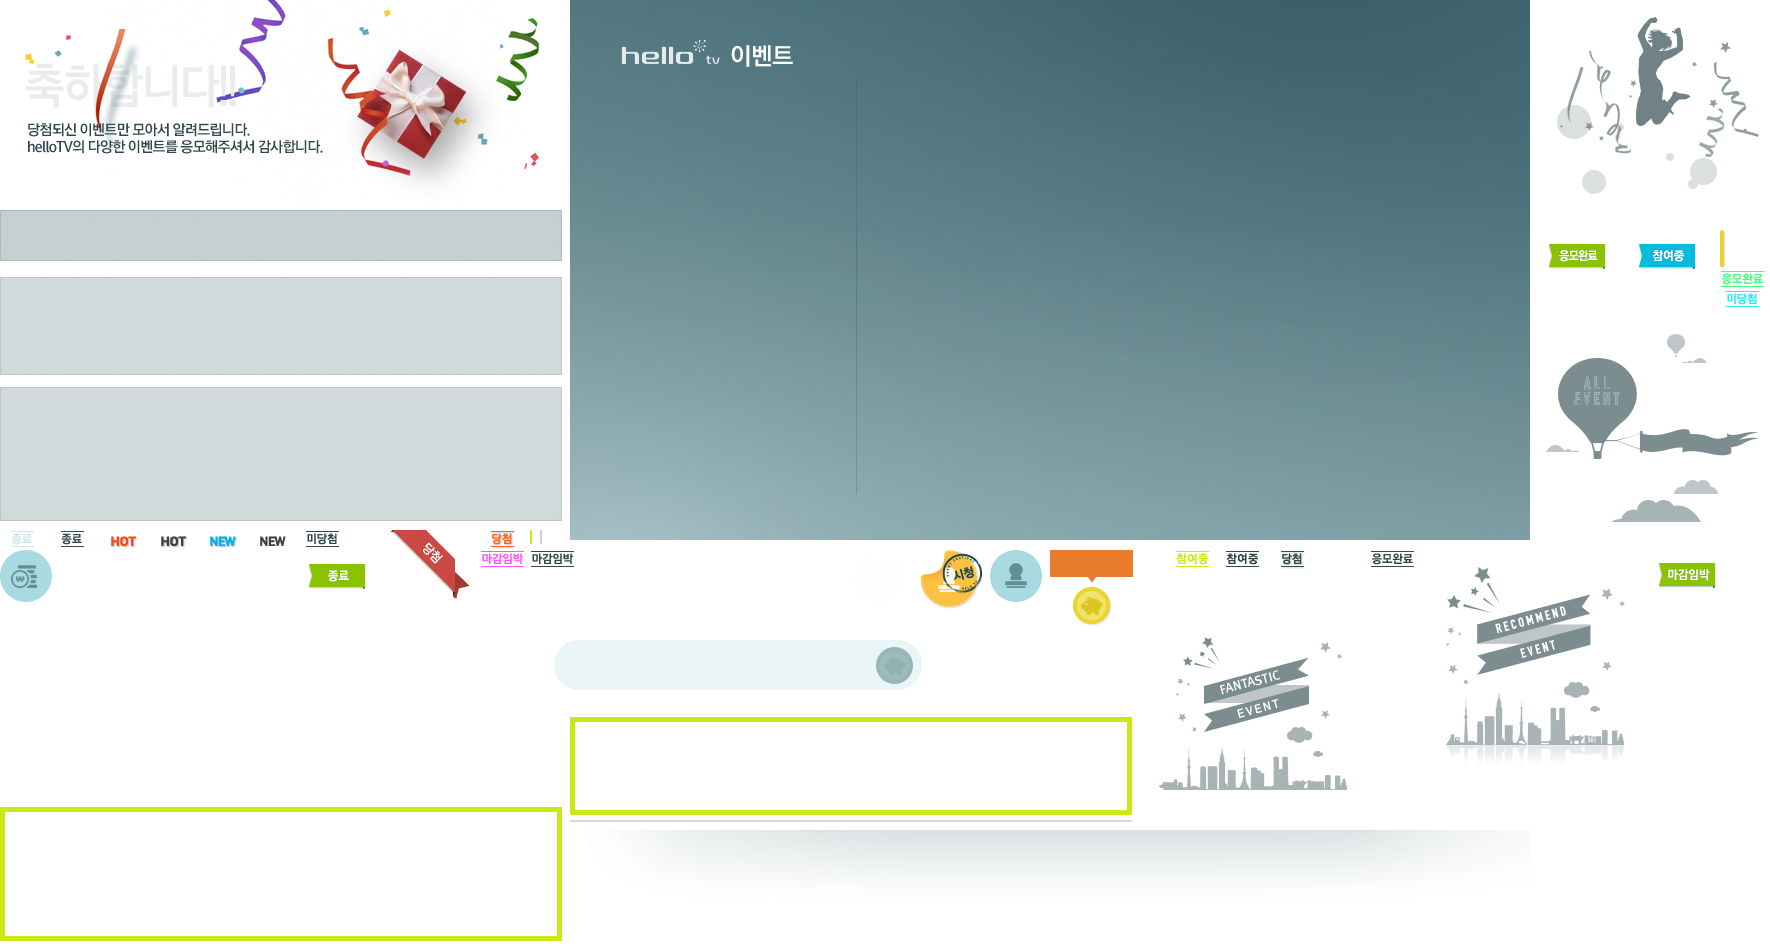 축하합니다!!
당첨되신 이벤트만 모아서 알려드립니다.
helloTV의 다양한 이벤트를 응모해주셔서 감사합니다.
hello tv 이벤트
응모완료
참여중
응모완료
미당첨
ALL
EVENT
종료
종료
HOT
HOT
NEW
NEW
미당첨
당첨
당첨
마감임박
마감임박
종료
시청
참여중
참여중
당첨
응모완료
마감임박
RECOMMEND
EVENT
FANTASTIC
EVENT